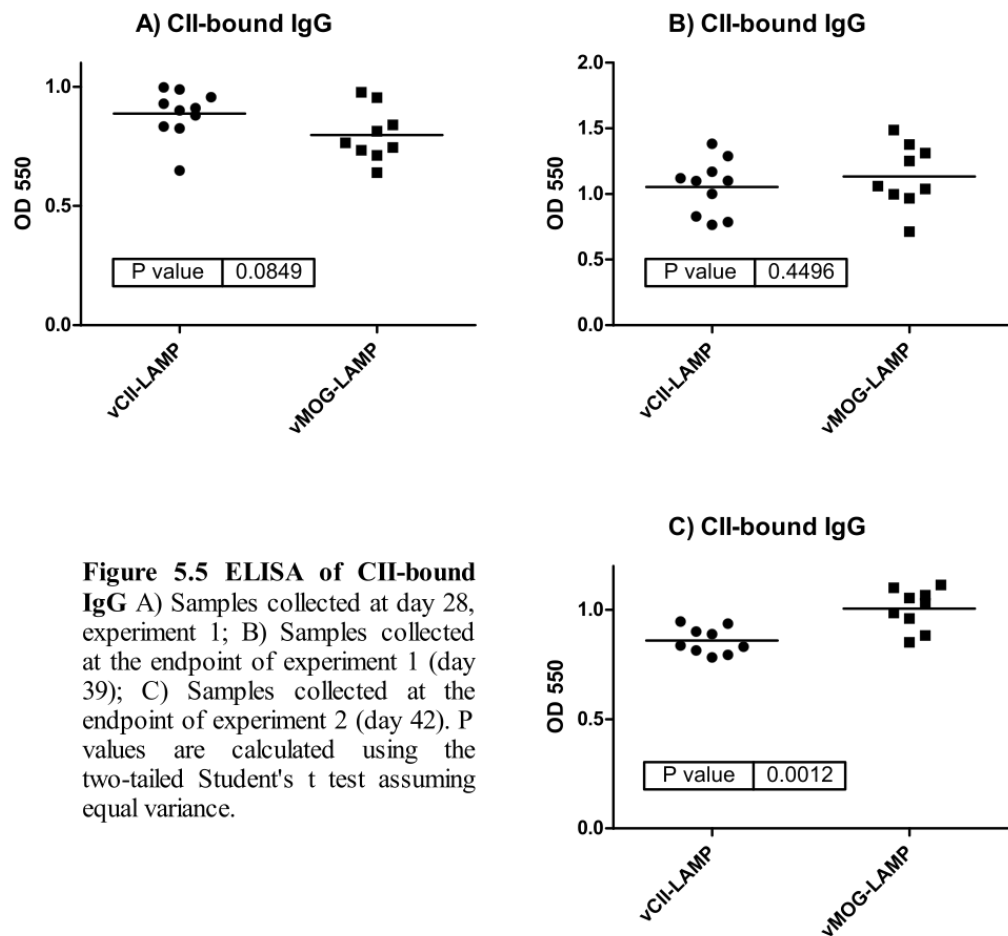 A) CII-bound IgG
OD 550
1.0
0.5
0.0
P value 0.0849
vCII-LAMP
vMOG-LAMP
B) CII-bound IgG
OD 550
2.0
1.5
1.0
0.5
0.0
P value 0.4496
vCII-LAMP
vMOG-LAMP
Figure 5.5 ELISA of CII-bound
IgG A) Samples collected at day 28,
experiment 1; B) Samples collected
at the endpoint of experiment 1 (day
39); C) Samples collected at the
endpoint of experiment 2 (day 42). P
values are calculated using the
two-tailed Student's t test assuming
equal variance.
C) CII-bound IgG
OD 550
1.0
0.5
0.0
P value 0.0012
vCII-LAMP
vMOG-LAMP